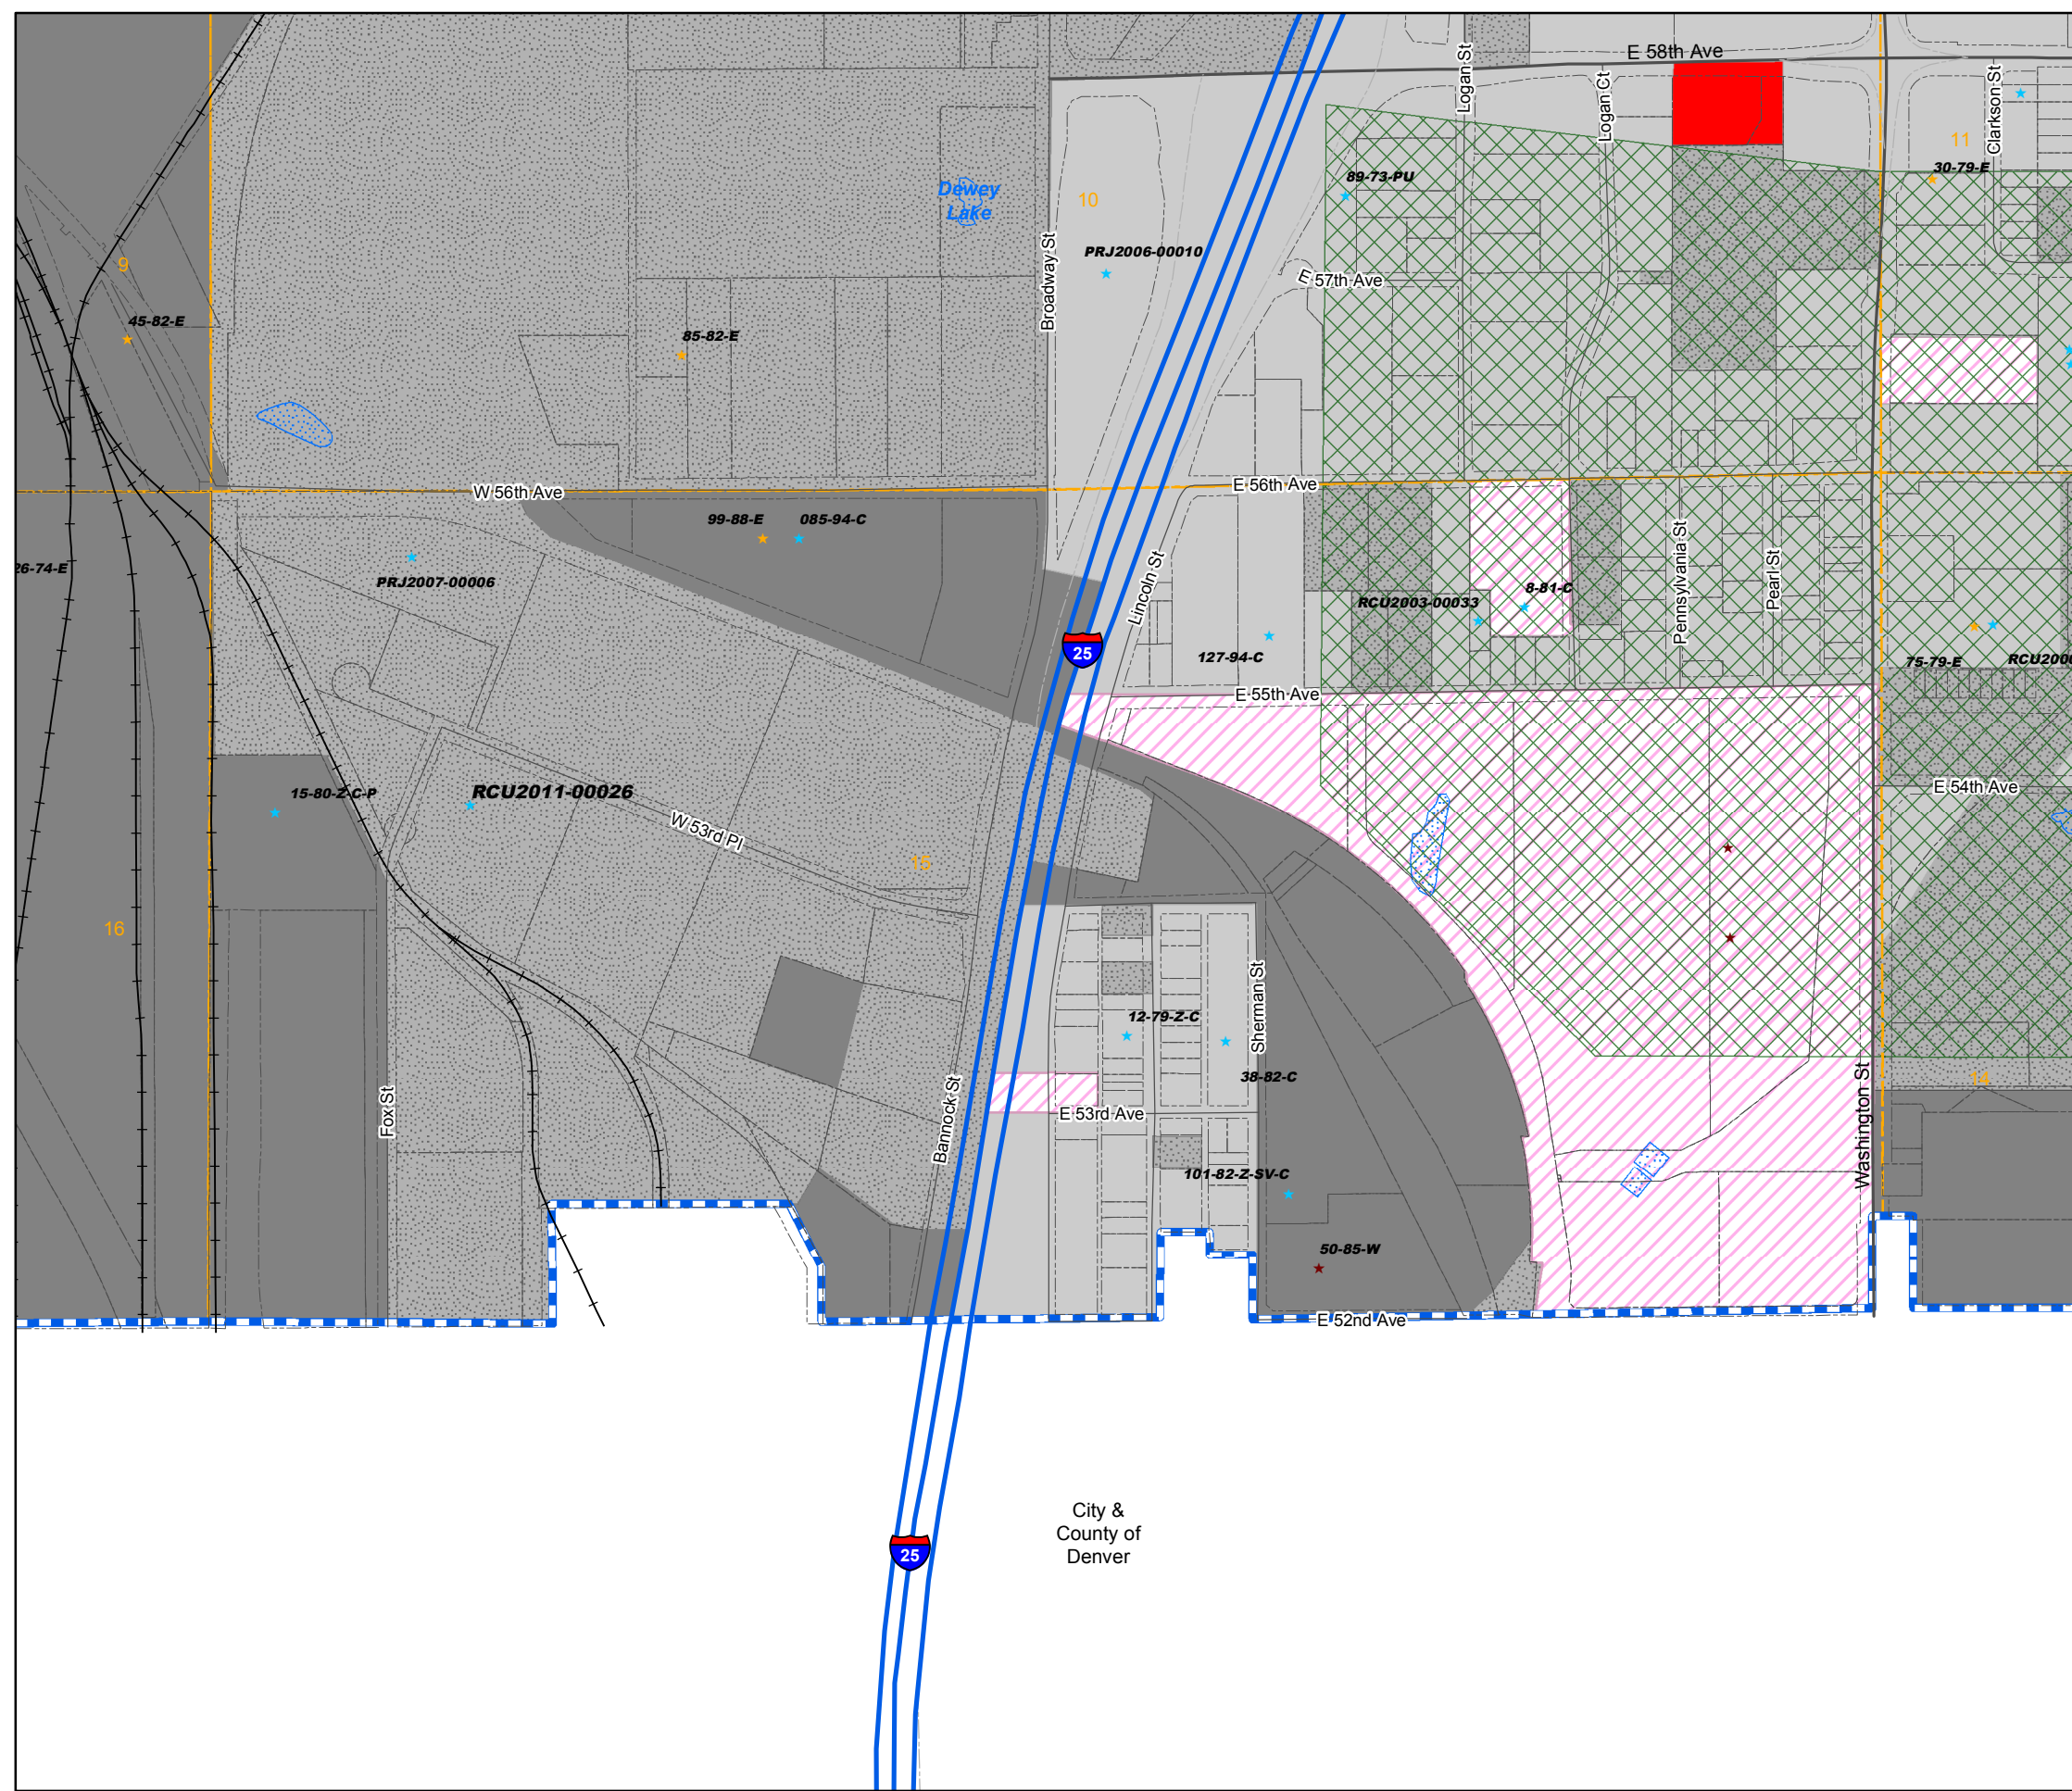 E 58th Ave
Logan St
Logan Ct
Clarkson St
11
30-79-E
89-73-PU
Dewey
Lake
10
Broadway St
PRJ2006-00010
E 57th Ave
9
45-82-E
85-82-E
W 56th Ave
E 56th Ave
99-88-E
085-94-C
PRJ2007-00006
26-74-E
Lincoln St
25
127-94-C
RCU2003-00033
8-81-C
Pennsylvania St
Pearl St
75-79-E
E 55th Ave
15-80-Z-C-P
RCU2011-00026
W 53rd Pl
15
E 54th Ave
16
Sherman St
12-79-Z-C
38-82-C
14
Fox St
Bannock St
E 53rd Ave
Washington St
101-82-Z-SV-C
50-85-W
E 52nd Ave
City &
County of
Denver
25